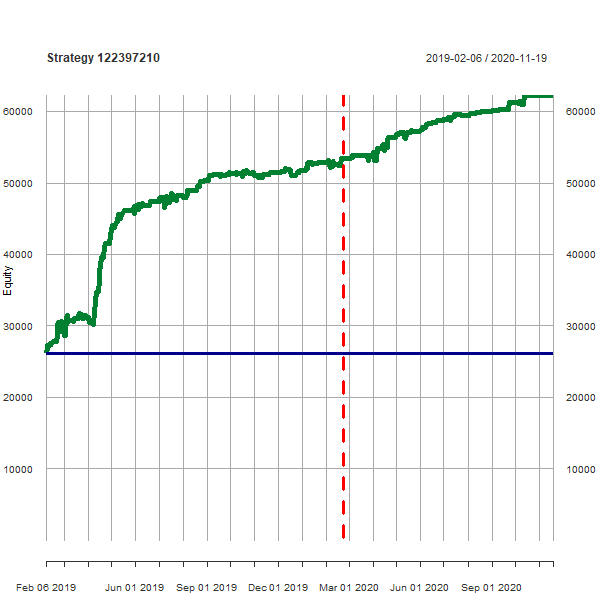 Strategy 122397210
2019-02-06 / 2020-11-19
60000
60000
50000
50000
40000
40000
Equity
30000
30000
20000
20000
10000
10000
Feb 06 2019
Jun 01 2019
Sep 01 2019
Dec 01 2019
Mar 01 2020
Jun 01 2020
Sep 01 2020